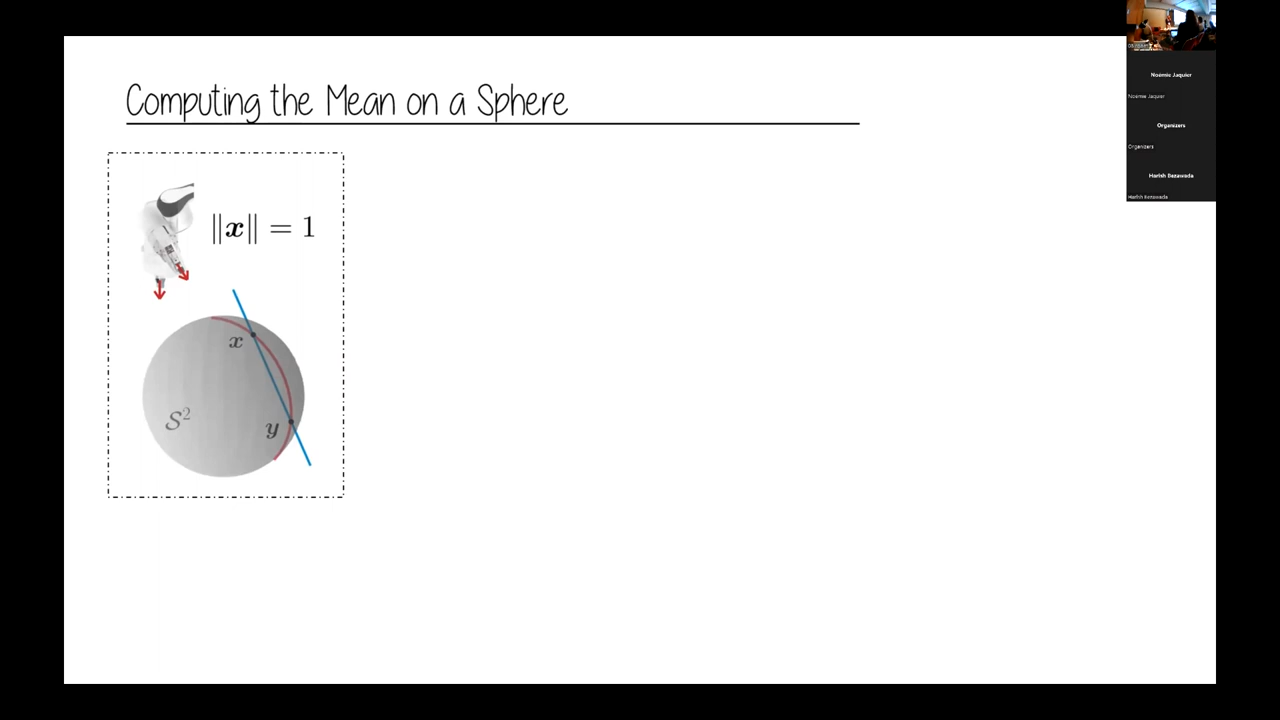 Computing the Mean on a Sphere
‖x‖ = 1
x
S²
y
Noémie Jaquier
Noémie Jaquier
Organizers
Organizers
Harish Bezawada
Harish Bezawada